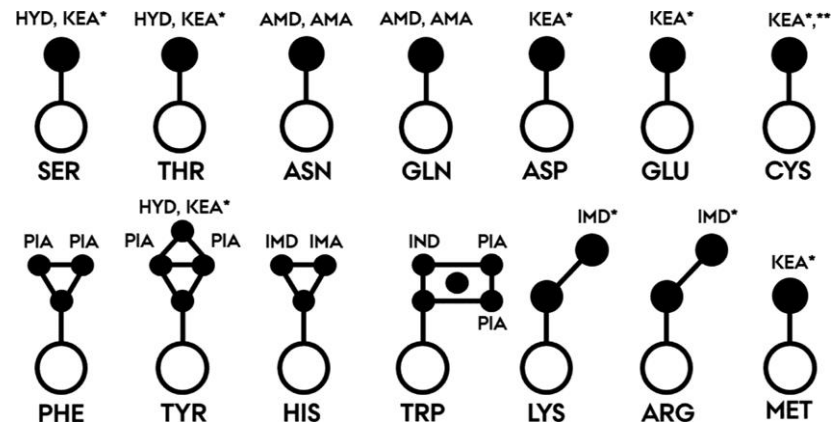 HYD, KEA* HYD, KEA* AMD, AMA AMD, AMA KEA* KEA* KEA*,**
SER THR ASN GLN ASP GLU CYS
HYD, KEA*
IMD* IMD*
PIA PIA PIA PIA IMD IMA IND PIA
KEA*
PIA
PHE TYR HIS TRP LYS ARG MET